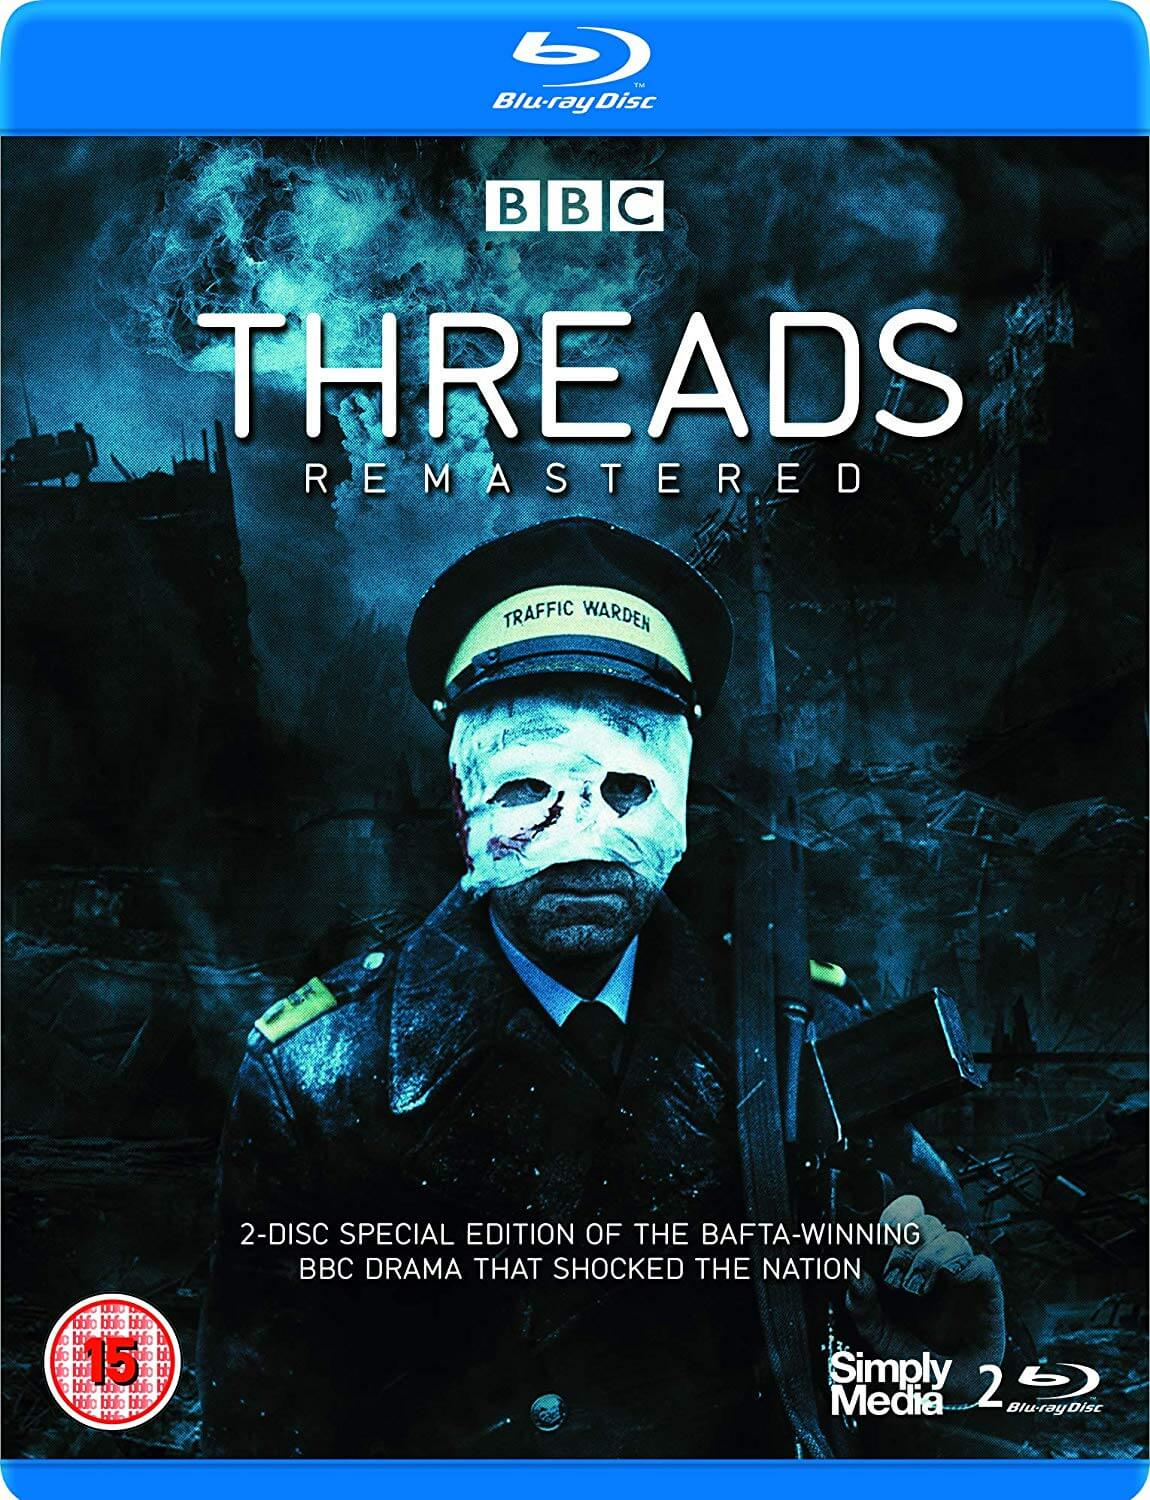 Blu-ray Disc™
BBC
THREADS
REMASTERED
TRAFFIC WARDEN
2-DISC SPECIAL EDITION OF THE BAFTA-WINNING
BBC DRAMA THAT SHOCKED THE NATION
15
Simply
Media
2 Blu-ray Disc